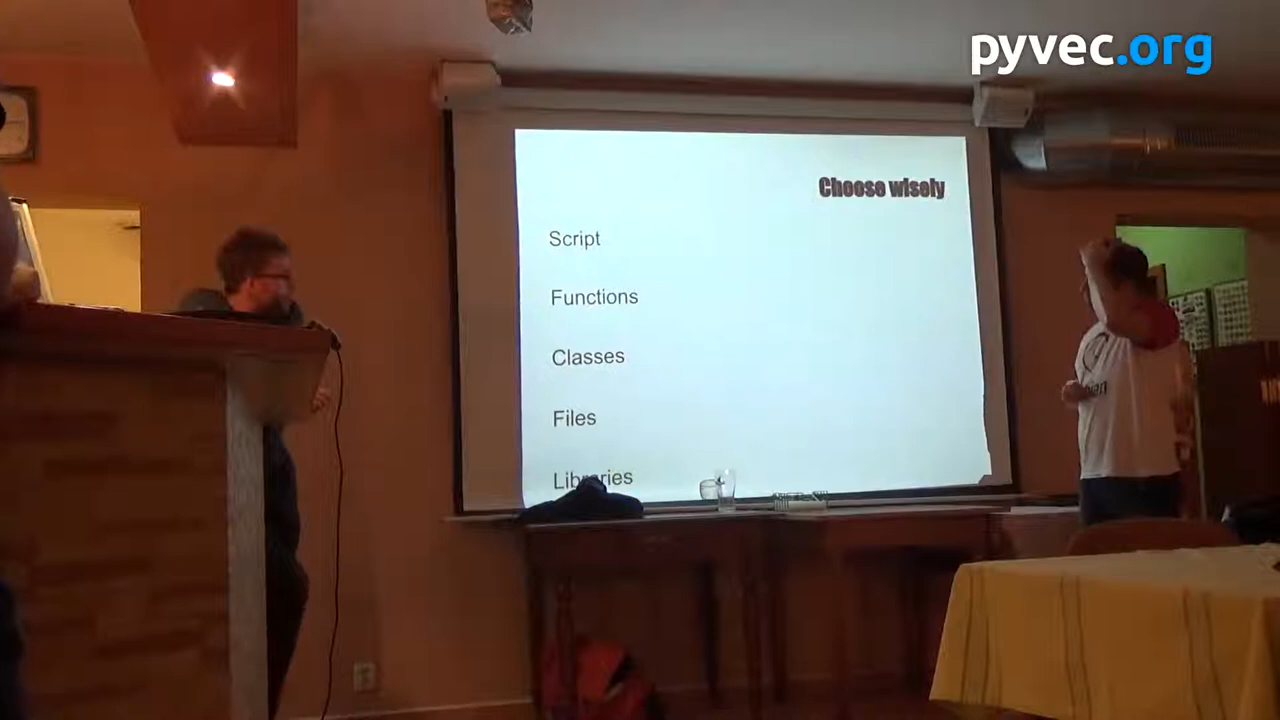 pyvec.org
Choose wisely
Script
Functions
Classes
Files
Libraries